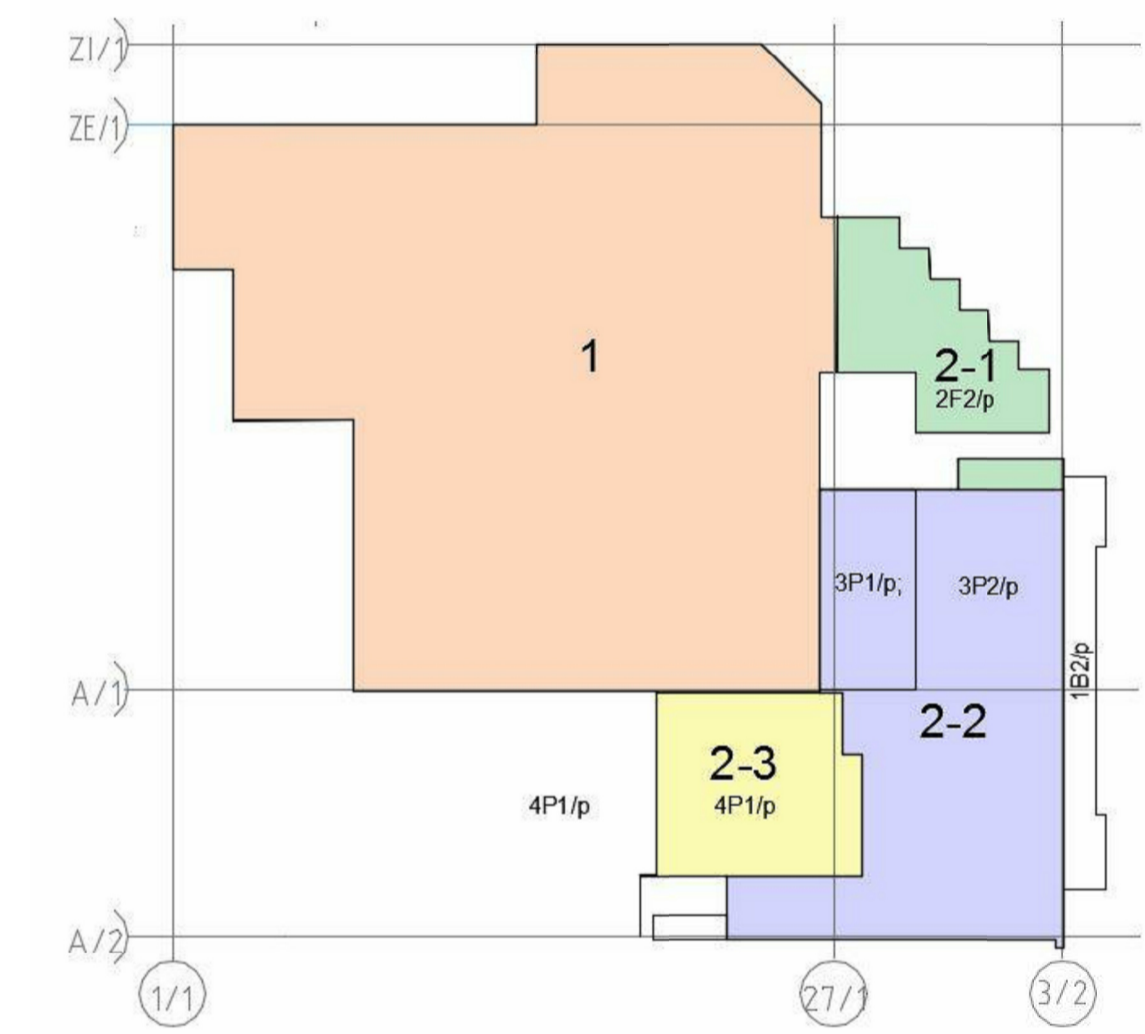 ZI/1
ZE/1
1
2-1
2F2/p
3P1/p;
3P2/p
1B2/p
A/1
2-2
2-3
4P1/p
4P1/p
A/2
1/1
27/1
3/2